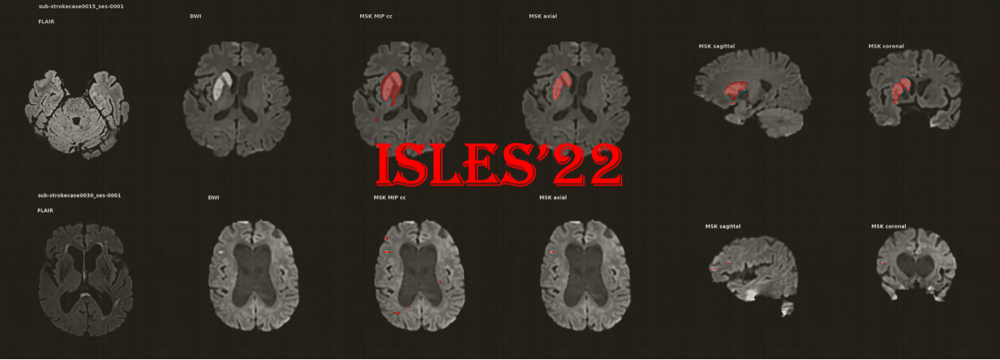 sub-strokecase0015_ses-0001
FLAIR
DWI
MSK MIP cc
MSK axial
MSK sagittal
MSK coronal
ISLES'22
sub-strokecase0030_ses-0001
FLAIR
DWI
MSK MIP cc
MSK axial
MSK sagittal
MSK coronal